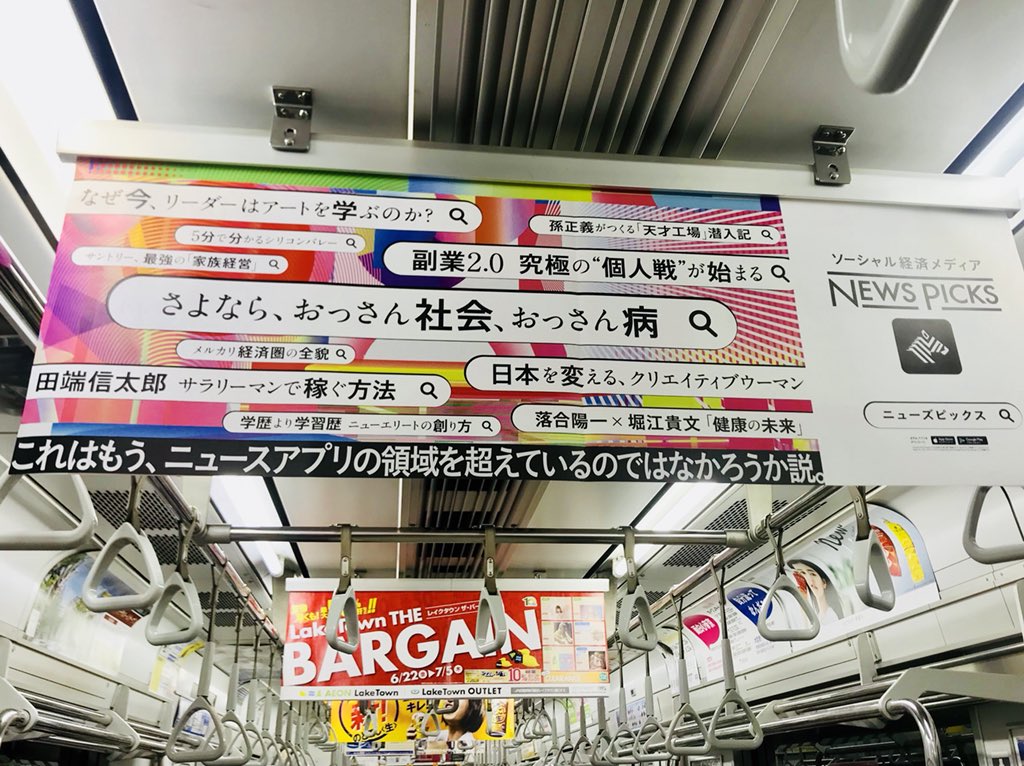 なぜ今、リーダーはアートを学ぶのか?
孫正義がつくる「天才工場」潜入記
5分で分かるシリコンバレー
サントリー、最強の「家族経営」
副業2.0 究極の“個人戦”が始まる
さよなら、おっさん社会、おっさん病
メルカリ経済圏の全貌
日本を変える、クリエイティブウーマン
田端信太郎 サラリーマンで稼ぐ方法
学歴より学習歴 ニューエリートの創り方
落合陽一×堀江貴文「健康の未来」
これはもう、ニュースアプリの領域を超えているのではなかろうか説。
ソーシャル経済メディア
NEWS PICKS
ニューズピックス
LakeTown THE
レイクタウン ザ・バーゲン
BARGAIN
6/22金▶7/5木
10%
CLEARANCE
AEON LakeTown
LakeTown OUTLET